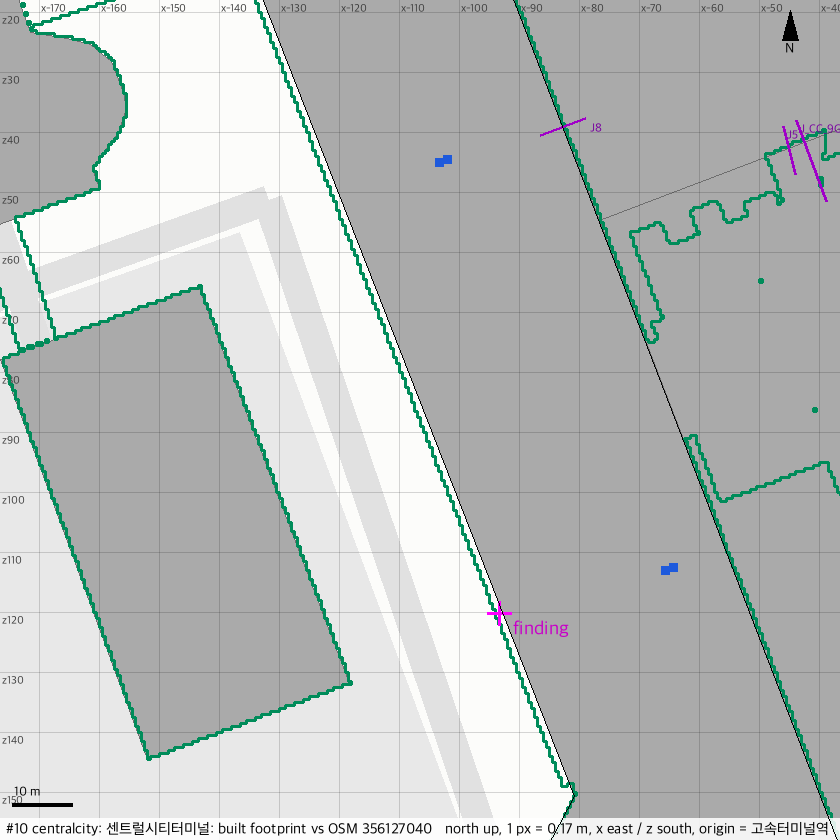 x-170 x-160 x-150 x-140 x-130 x-120 x-110 x-100 x-90 x-80 x-70 x-60 x-50 x-40
z20
N
z30
J8
z40
z50
z60
z70
z80
z90
z100
z110
z120
finding
z130
z140
z150
10 m
#10 centralcity: 센트럴시티터미널: built footprint vs OSM 356127040 north up, 1 px = 0.17 m, x east / z south, origin = 고속터미널역